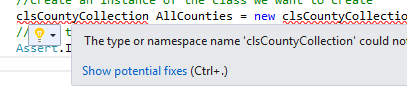 //create an instance of the class we want to create
clsCountyCollection AllCounties = new clsCountyCollectio
//
The type or namespace name 'clsCountyCollection' could no
Assert.I
Show potential fixes (Ctrl+.)